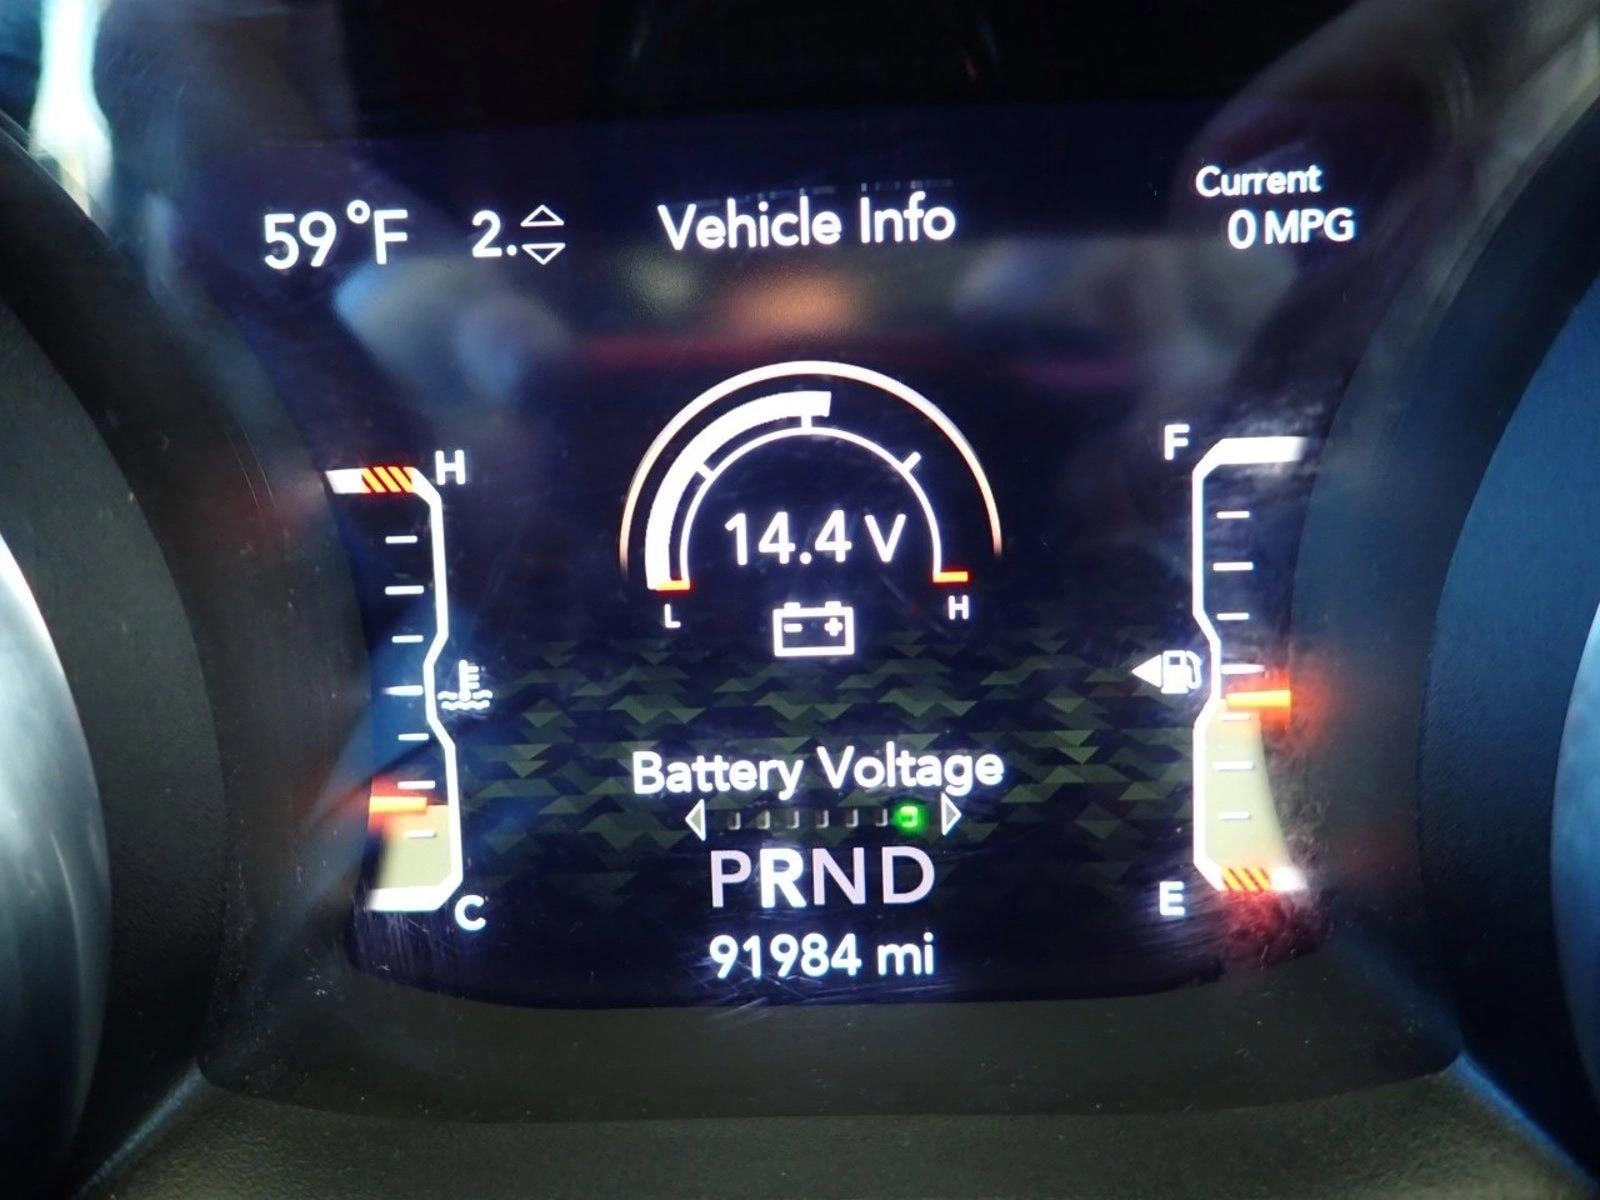 59°F 2. Vehicle Info
Current
0 MPG
H
F
14.4 V
L H
- +
Battery Voltage
PRND
C
E
91984 mi